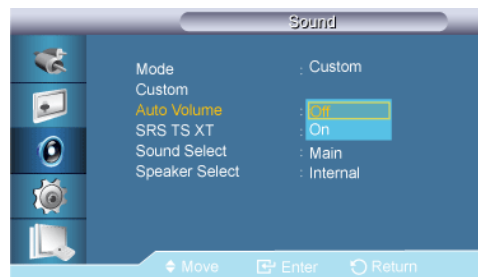 Sound
Mode : Custom
Custom
Auto Volume : Off
SRS TS XT : On
Sound Select : Main
Speaker Select : Internal
Move Enter Return